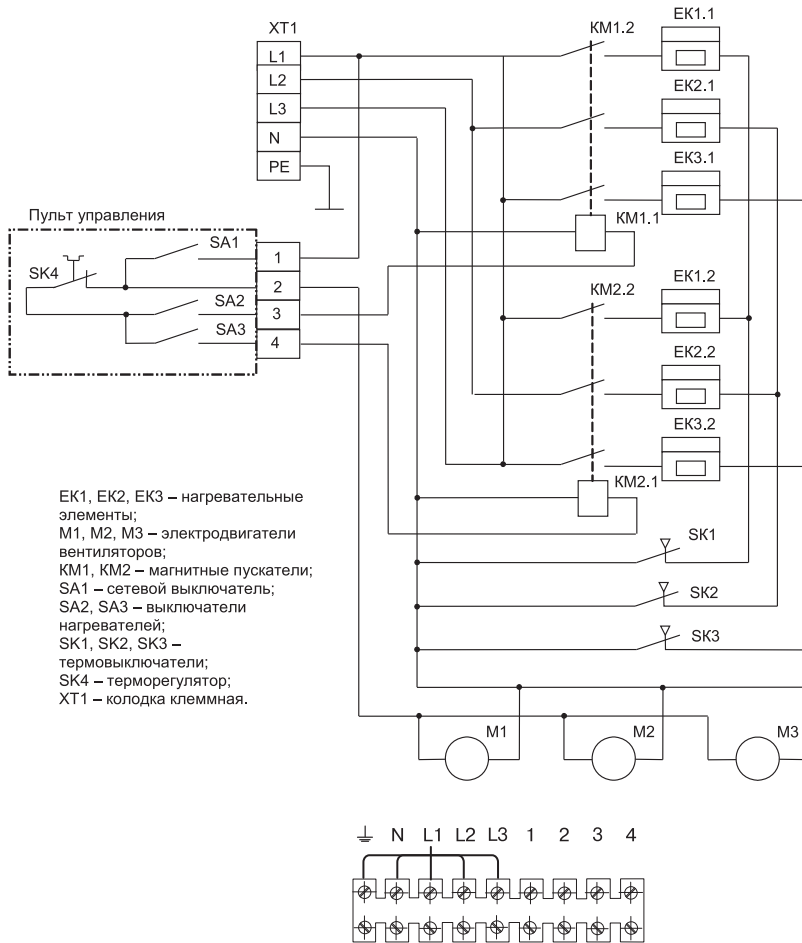 XT1
L1
L2
L3
N
PE
KM1.2
EK1.1
EK2.1
EK3.1
KM1.1
Пульт управления
SK4
SA1
SA2
SA3
1
2
3
4
KM2.2
EK1.2
EK2.2
EK3.2
KM2.1
EK1, EK2, EK3 – нагревательные
элементы;
M1, M2, M3 – электродвигатели
вентиляторов;
KM1, KM2 – магнитные пускатели;
SA1 – сетевой выключатель;
SA2, SA3 – выключатели
нагревателей;
SK1, SK2, SK3 –
термовыключатели;
SK4 – терморегулятор;
XT1 – колодка клеммная.
SK1
SK2
SK3
M1
M2
M3
N L1 L2 L3 1 2 3 4